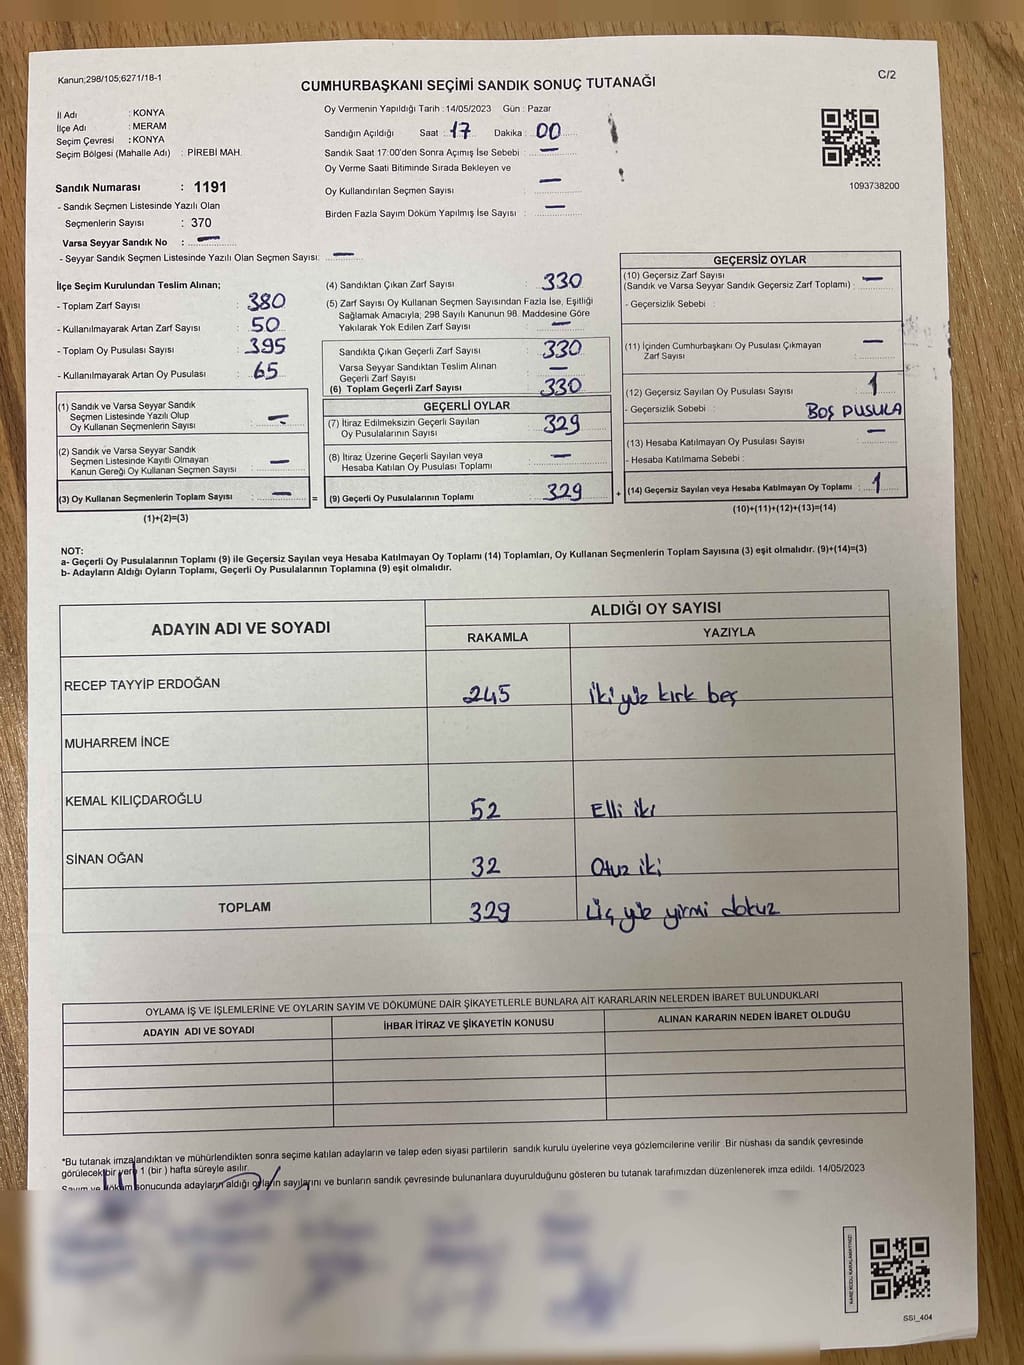 Kanun;298/105;6271/18-1
C/2
CUMHURBAŞKANI SEÇİMİ SANDIK SONUÇ TUTANAĞI
İl Adı : KONYA
İlçe Adı : MERAM
Seçim Çevresi : KONYA
Seçim Bölgesi (Mahalle Adı) : PİREBİ MAH.
Sandık Numarası : 1191
- Sandık Seçmen Listesinde Yazılı Olan
Seçmenlerin Sayısı : 370
Varsa Seyyar Sandık No : —
- Seyyar Sandık Seçmen Listesinde Yazılı Olan Seçmen Sayısı: —
Oy Vermenin Yapıldığı Tarih : 14/05/2023 Gün : Pazar
Sandığın Açıldığı Saat : 17 Dakika : 00
Sandık Saat 17:00'den Sonra Açımış İse Sebebi : —
Oy Verme Saati Bitiminde Sırada Bekleyen ve
Oy Kullandırılan Seçmen Sayısı : —
Birden Fazla Sayım Döküm Yapılmış İse Sayısı : —
1093738200
İlçe Seçim Kurulundan Teslim Alınan;
- Toplam Zarf Sayısı : 380
- Kullanılmayarak Artan Zarf Sayısı : 50
- Toplam Oy Pusulası Sayısı : 395
- Kullanılmayarak Artan Oy Pusulası : 65
(1) Sandık ve Varsa Seyyar Sandık
Seçmen Listesinde Yazılı Olup
Oy Kullanan Seçmenlerin Sayısı : —
(2) Sandık ve Varsa Seyyar Sandık
Seçmen Listesinde Kayıtlı Olmayan
Kanun Gereği Oy Kullanan Seçmen Sayısı : —
(3) Oy Kullanan Seçmenlerin Toplam Sayısı : — =
(1)+(2)=(3)
(4) Sandıktan Çıkan Zarf Sayısı : 330
(5) Zarf Sayısı Oy Kullanan Seçmen Sayısından Fazla İse, Eşitliği
Sağlamak Amacıyla; 298 Sayılı Kanunun 98. Maddesine Göre
Yakılarak Yok Edilen Zarf Sayısı : —
Sandıkta Çıkan Geçerli Zarf Sayısı : 330
Varsa Seyyar Sandıktan Teslim Alınan
Geçerli Zarf Sayısı : —
(6) Toplam Geçerli Zarf Sayısı : 330
GEÇERLİ OYLAR
(7) İtiraz Edilmeksizin Geçerli Sayılan
Oy Pusulalarının Sayısı : 329
(8) İtiraz Üzerine Geçerli Sayılan veya
Hesaba Katılan Oy Pusulası Toplamı : —
(9) Geçerli Oy Pusulalarının Toplamı : 329 +
GEÇERSİZ OYLAR
(10) Geçersiz Zarf Sayısı
(Sandık ve Varsa Seyyar Sandık Geçersiz Zarf Toplamı) : —
- Geçersizlik Sebebi :
(11) İçinden Cumhurbaşkanı Oy Pusulası Çıkmayan
Zarf Sayısı : —
(12) Geçersiz Sayılan Oy Pusulası Sayısı : 1
- Geçersizlik Sebebi : BOŞ PUSULA
(13) Hesaba Katılmayan Oy Pusulası Sayısı : —
- Hesaba Katılmama Sebebi :
(14) Geçersiz Sayılan veya Hesaba Katılmayan Oy Toplamı : 1
(10)+(11)+(12)+(13)=(14)
NOT:
a- Geçerli Oy Pusulalarının Toplamı (9) ile Geçersiz Sayılan veya Hesaba Katılmayan Oy Toplamı (14) Toplamları, Oy Kullanan Seçmenlerin Toplam Sayısına (3) eşit olmalıdır. (9)+(14)=(3)
b- Adayların Aldığı Oyların Toplamı, Geçerli Oy Pusulalarının Toplamına (9) eşit olmalıdır.
ADAYIN ADI VE SOYADI
ALDIĞI OY SAYISI
RAKAMLA YAZIYLA
RECEP TAYYİP ERDOĞAN 245 İki yüz kırk beş
MUHARREM İNCE
KEMAL KILIÇDAROĞLU 52 Elli iki
SİNAN OĞAN 32 Otuz iki
TOPLAM 329 Üç yüz yirmi dokuz
OYLAMA İŞ VE İŞLEMLERİNE VE OYLARIN SAYIM VE DÖKÜMÜNE DAİR ŞİKAYETLERLE BUNLARA AİT KARARLARIN NELERDEN İBARET BULUNDUKLARI
ADAYIN ADI VE SOYADI İHBAR İTİRAZ VE ŞİKAYETİN KONUSU ALINAN KARARIN NEDEN İBARET OLDUĞU
*Bu tutanak imzalandıktan ve mühürlendikten sonra seçime katılan adayların ve talep eden siyasi partilerin sandık kurulu üyelerine veya gözlemcilerine verilir. Bir nüshası da sandık çevresinde
görülecek bir yere 1 (bir ) hafta süreyle asılır.
Sayım ve döküm sonucunda adayların aldığı oyların sayılarını ve bunların sandık çevresinde bulunanlara duyurulduğunu gösteren bu tutanak tarafımızdan düzenlenerek imza edildi. 14/05/2023
SSI_404